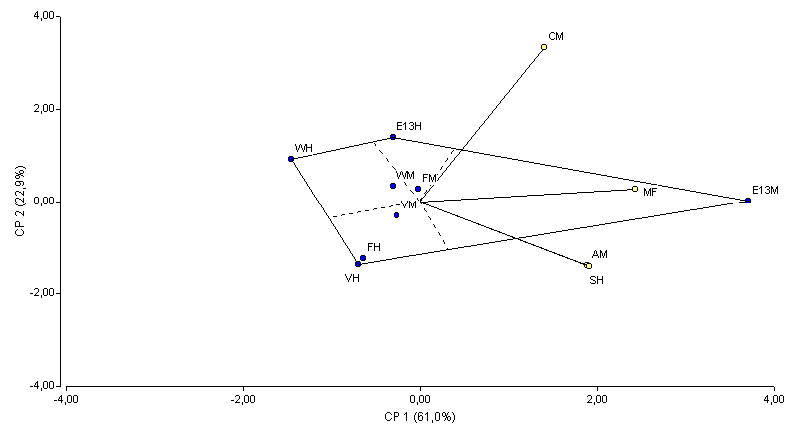 4,00
CM
2,00
E13H
WH
WM
FM
MF
E13M
CP 2 (22,9%)
0,00
VM
FH
AM
VH
SH
-2,00
-4,00
-4,00 -2,00 0,00 2,00 4,00
CP 1 (61,0%)